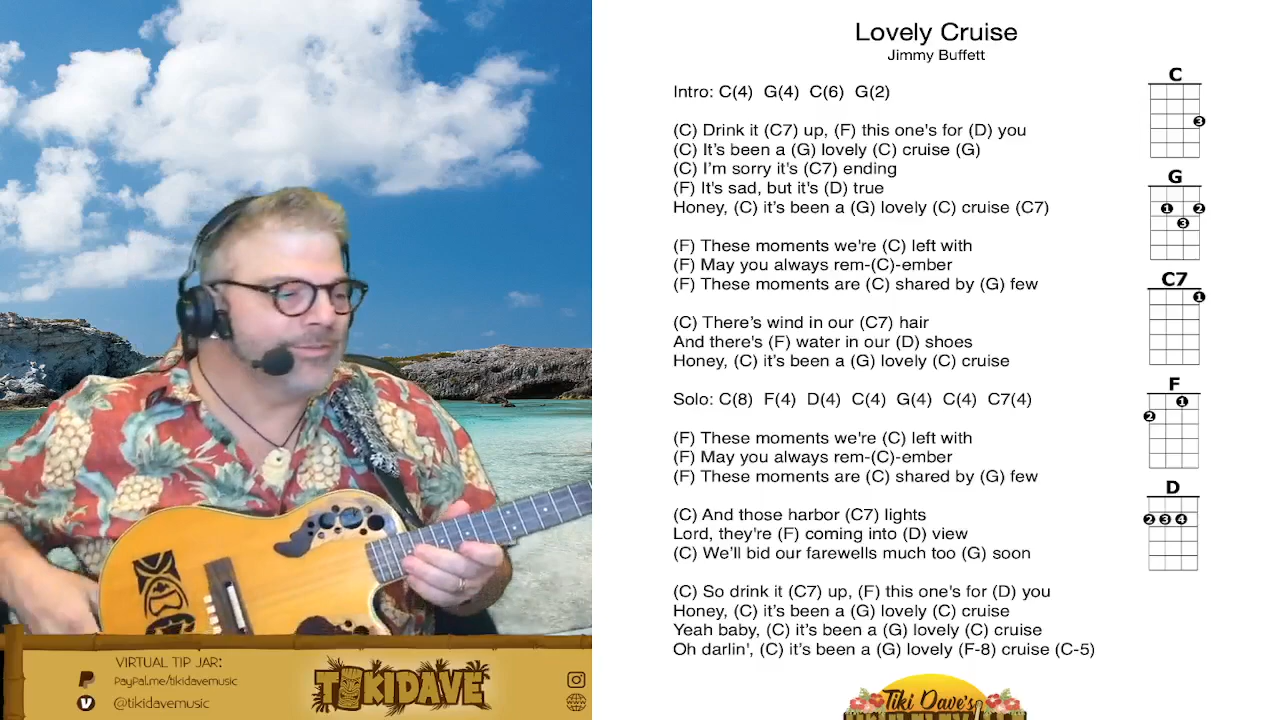 Lovely Cruise
Jimmy Buffett
Intro: C(4) G(4) C(6) G(2)
(C) Drink it (C7) up, (F) this one's for (D) you
(C) It’s been a (G) lovely (C) cruise (G)
(C) I’m sorry it's (C7) ending
(F) It's sad, but it's (D) true
Honey, (C) it’s been a (G) lovely (C) cruise (C7)
(F) These moments we're (C) left with
(F) May you always rem-(C)-ember
(F) These moments are (C) shared by (G) few
(C) There’s wind in our (C7) hair
And there's (F) water in our (D) shoes
Honey, (C) it’s been a (G) lovely (C) cruise
Solo: C(8) F(4) D(4) C(4) G(4) C(4) C7(4)
(F) These moments we're (C) left with
(F) May you always rem-(C)-ember
(F) These moments are (C) shared by (G) few
(C) And those harbor (C7) lights
Lord, they're (F) coming into (D) view
(C) We’ll bid our farewells much too (G) soon
(C) So drink it (C7) up, (F) this one's for (D) you
Honey, (C) it’s been a (G) lovely (C) cruise
Yeah baby, (C) it’s been a (G) lovely (C) cruise
Oh darlin', (C) it’s been a (G) lovely (F-8) cruise (C-5)
C
3
G
1 2
3
C7
1
F
1
2
D
2 3 4
VIRTUAL TIP JAR:
PayPal.me/tikidavemusic
@tikidavemusic
TIKI DAVE
Tiki Dave's